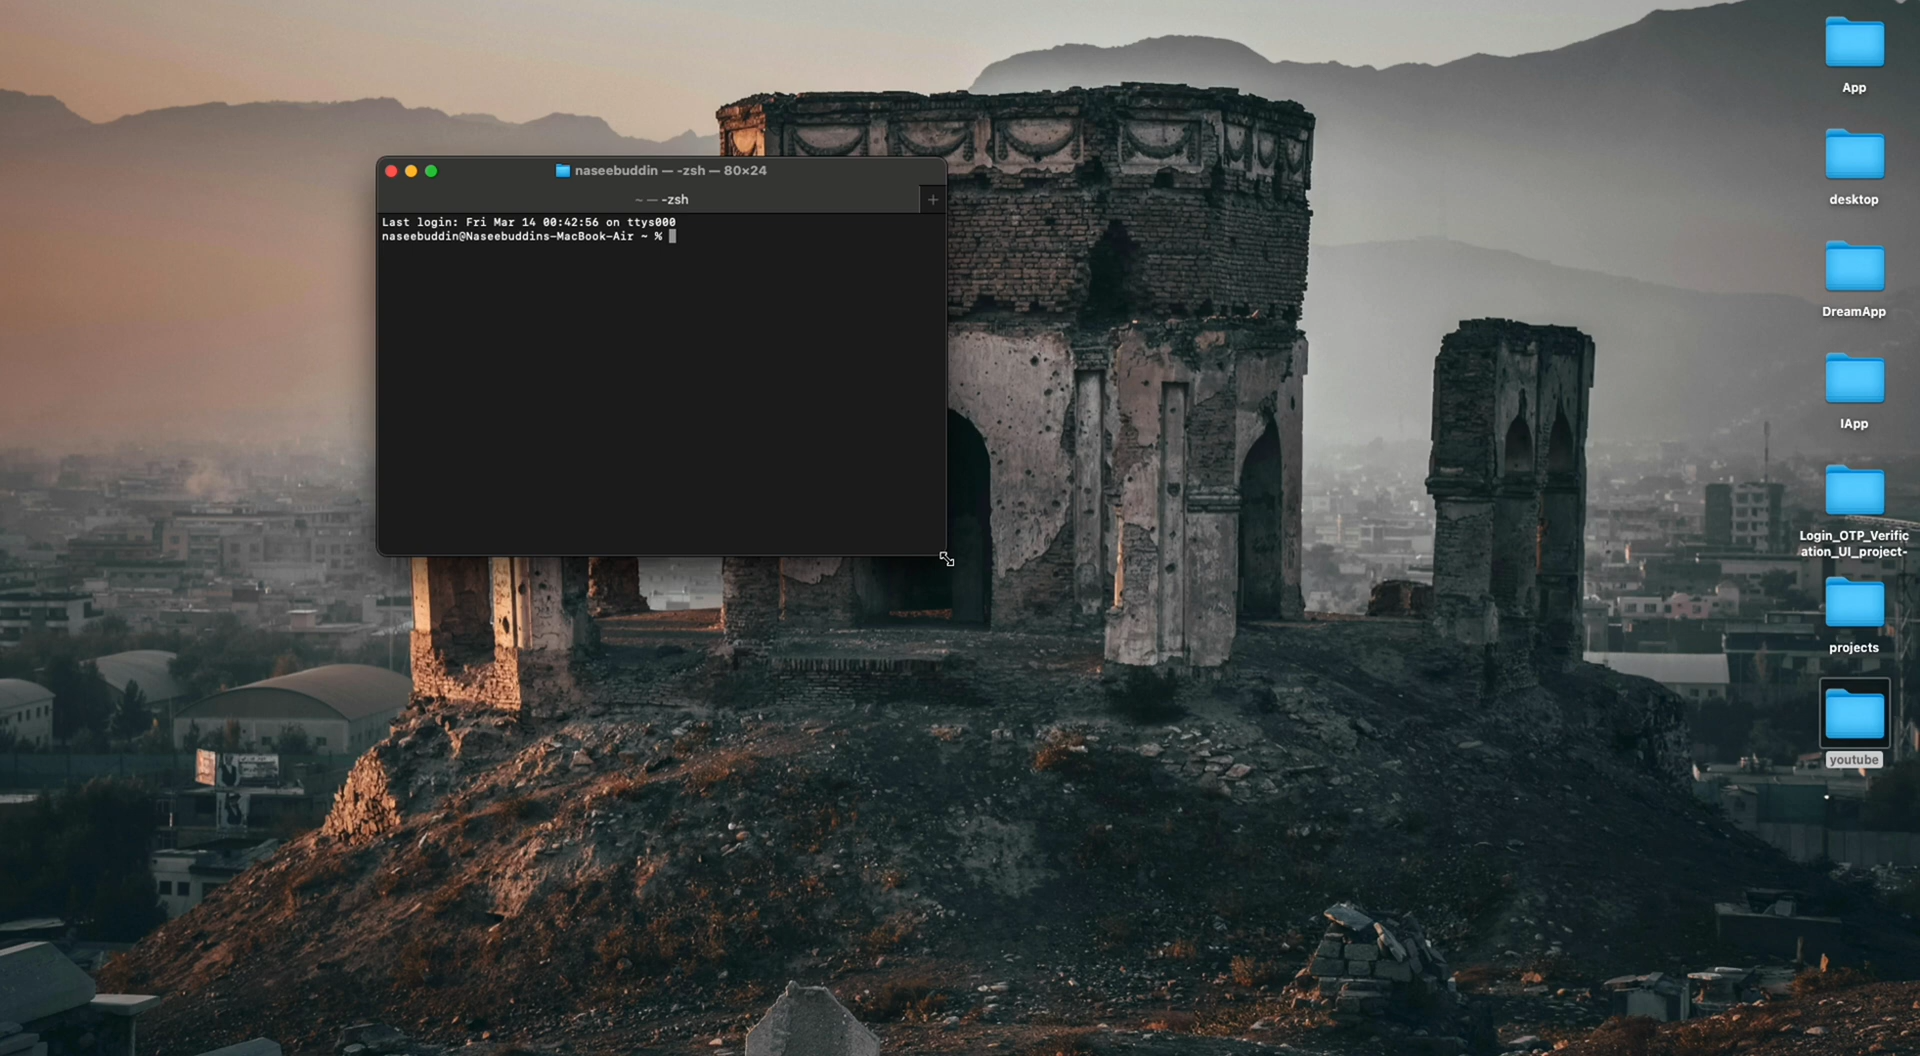 naseebuddin — -zsh — 80×24
~ — -zsh
+
Last login: Fri Mar 14 00:42:56 on ttys000
naseebuddin@Naseebuddins-MacBook-Air ~ %
App
desktop
DreamApp
IApp
Login_OTP_Verific
ation_UI_project-
projects
youtube